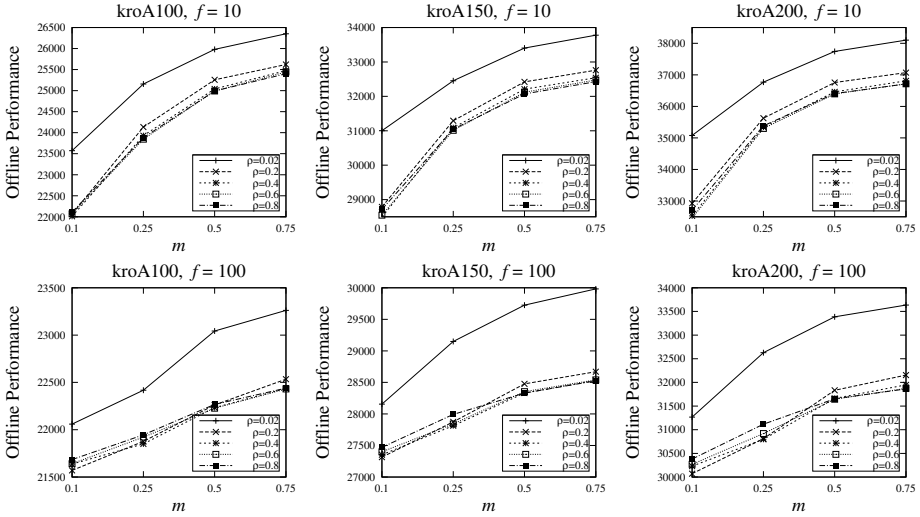 kroA100, f = 10
Offline Performance
26500
26000
25500
25000
24500
24000
23500
23000
22500
22000
0.1
0.25
0.5
0.75
m
ρ=0.02
ρ=0.2
ρ=0.4
ρ=0.6
ρ=0.8
kroA150, f = 10
Offline Performance
34000
33000
32000
31000
30000
29000
0.1
0.25
0.5
0.75
m
ρ=0.02
ρ=0.2
ρ=0.4
ρ=0.6
ρ=0.8
kroA200, f = 10
Offline Performance
38000
37000
36000
35000
34000
33000
0.1
0.25
0.5
0.75
m
ρ=0.02
ρ=0.2
ρ=0.4
ρ=0.6
ρ=0.8
kroA100, f = 100
Offline Performance
23500
23000
22500
22000
21500
0.1
0.25
0.5
0.75
m
ρ=0.02
ρ=0.2
ρ=0.4
ρ=0.6
ρ=0.8
kroA150, f = 100
Offline Performance
30000
29500
29000
28500
28000
27500
27000
0.1
0.25
0.5
0.75
m
ρ=0.02
ρ=0.2
ρ=0.4
ρ=0.6
ρ=0.8
kroA200, f = 100
Offline Performance
34000
33500
33000
32500
32000
31500
31000
30500
30000
0.1
0.25
0.5
0.75
m
ρ=0.02
ρ=0.2
ρ=0.4
ρ=0.6
ρ=0.8